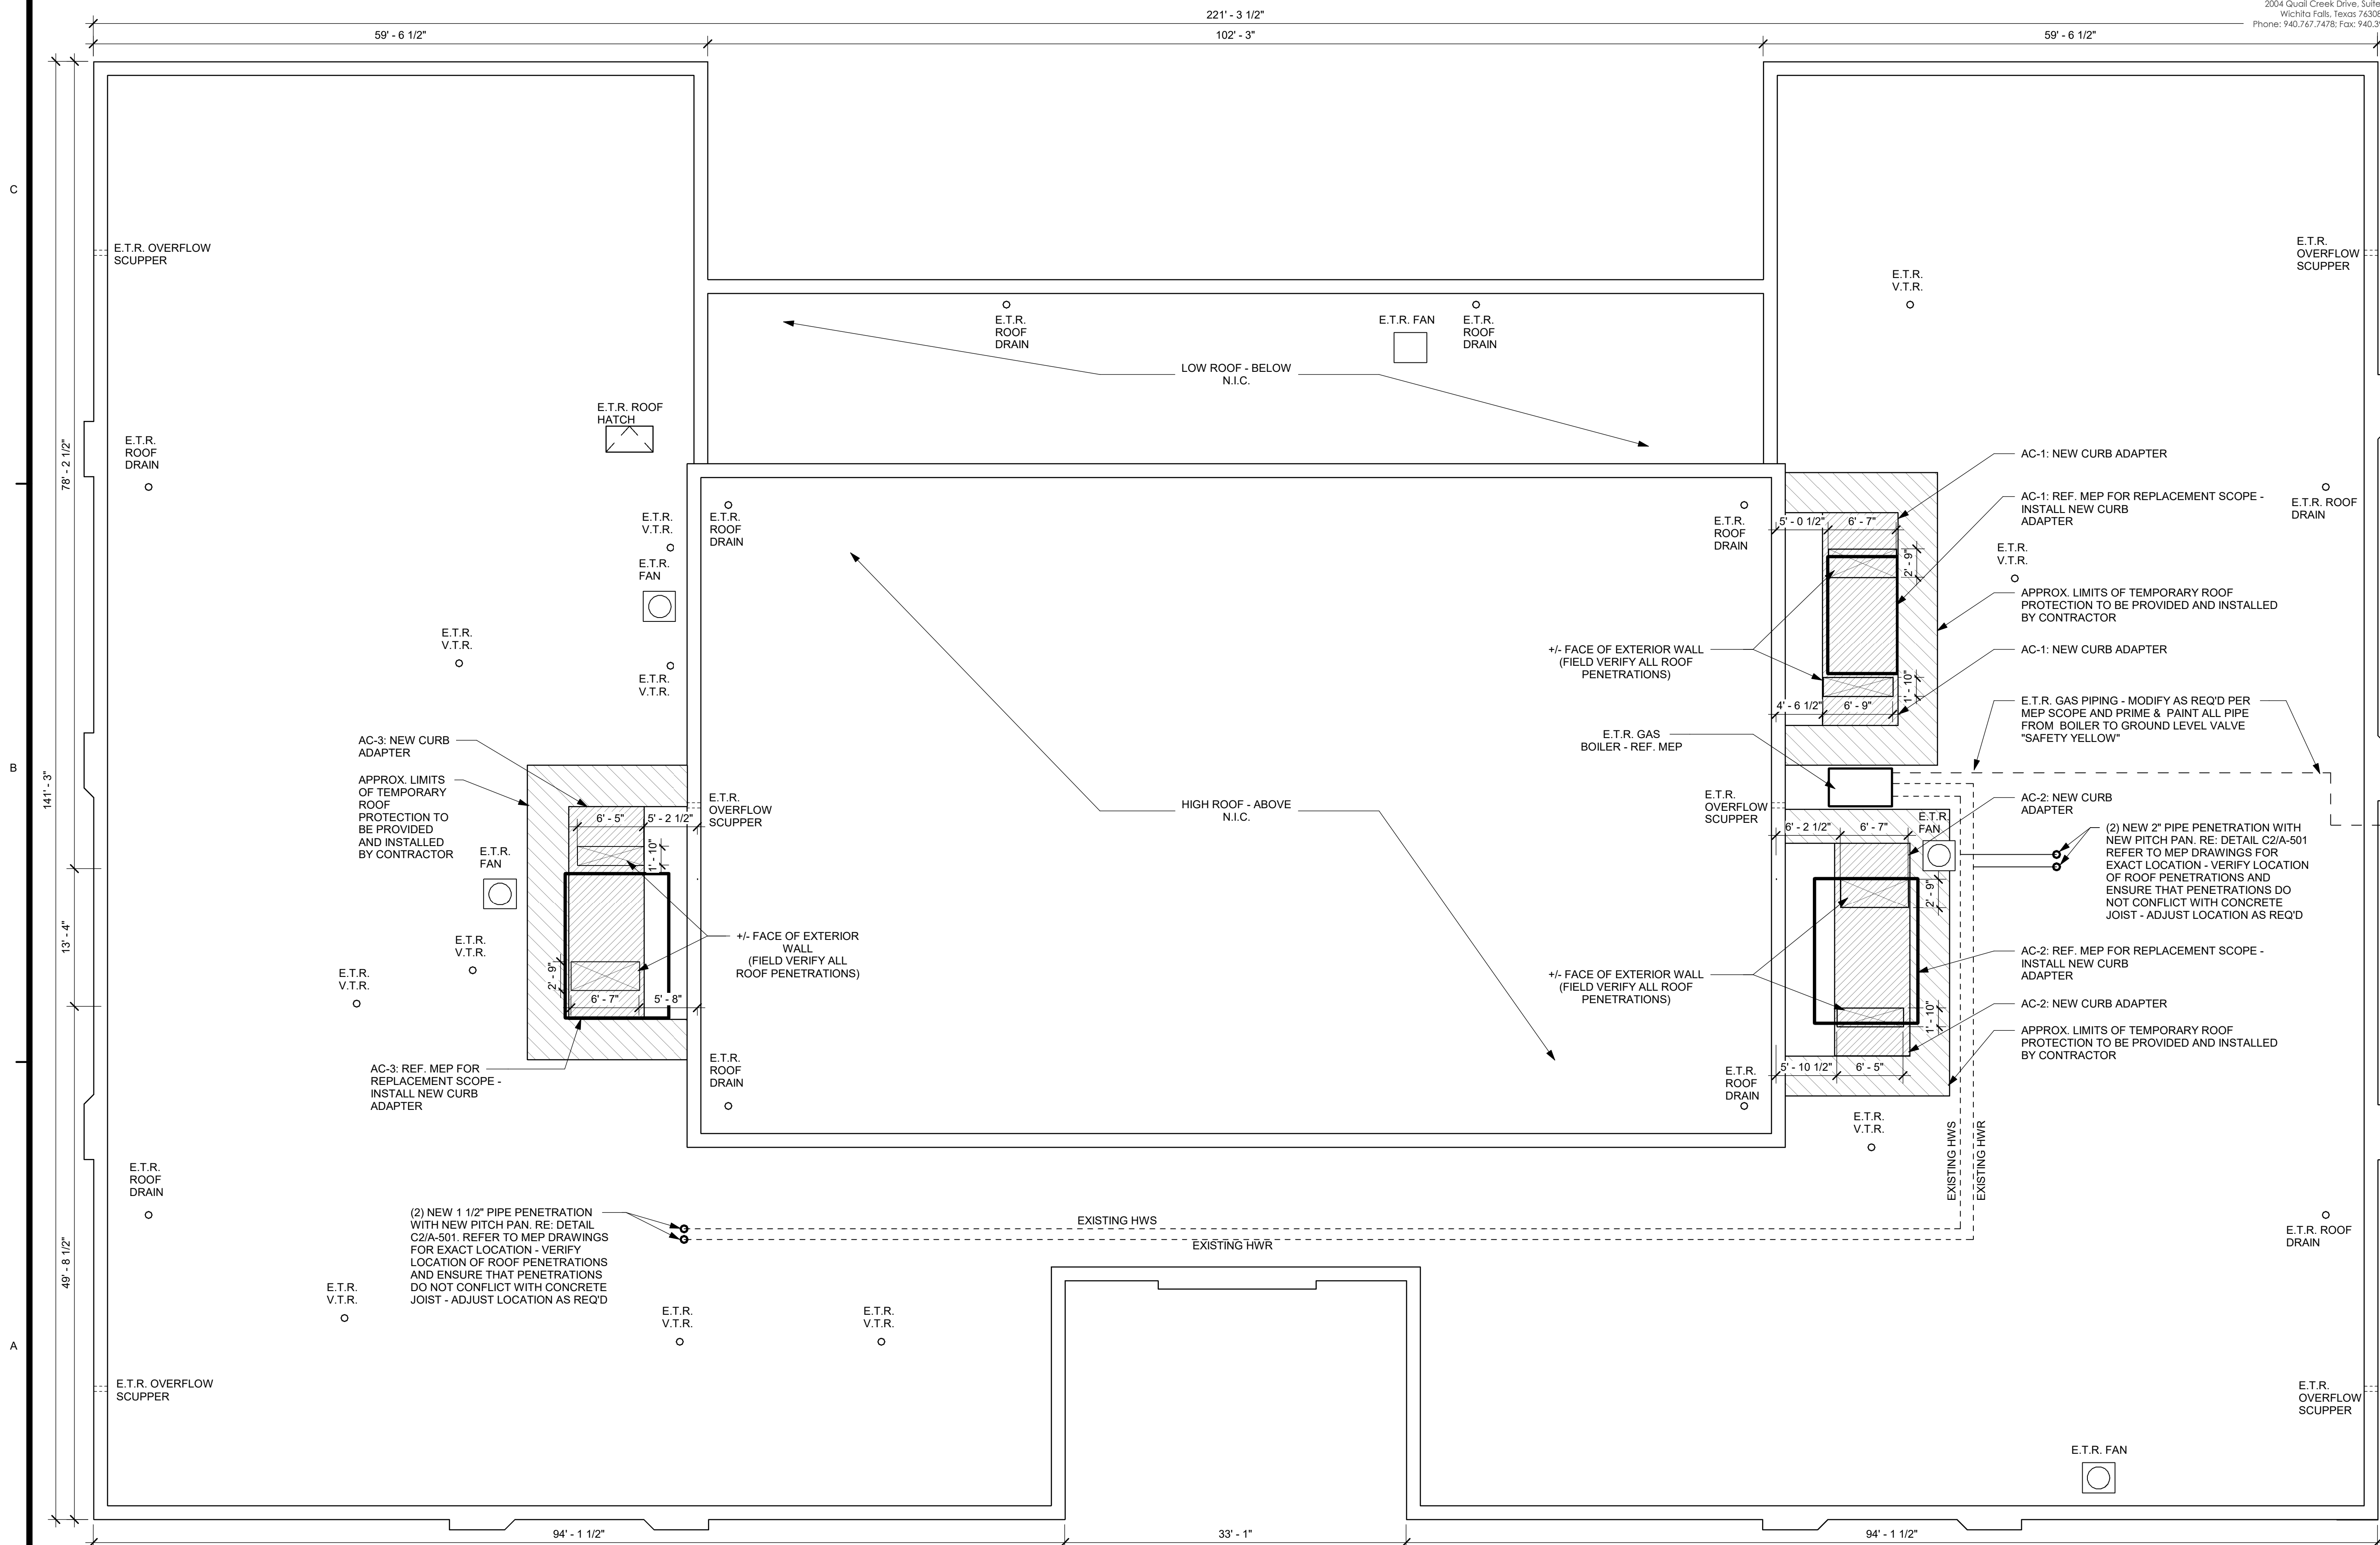 2004 Quail Creek Drive, Suite
Wichita Falls, Texas 76308
Phone: 940.767.7478; Fax: 940.3
221' - 3 1/2"
59' - 6 1/2"
102' - 3"
59' - 6 1/2"
C
E.T.R. OVERFLOW
SCUPPER
E.T.R.
OVERFLOW
SCUPPER
E.T.R.
V.T.R.
E.T.R.
ROOF
DRAIN
E.T.R. FAN
E.T.R.
ROOF
DRAIN
LOW ROOF - BELOW
N.I.C.
E.T.R. ROOF
HATCH
E.T.R.
ROOF
DRAIN
78' - 2 1/2"
AC-1: NEW CURB ADAPTER
AC-1: REF. MEP FOR REPLACEMENT SCOPE -
INSTALL NEW CURB
ADAPTER
E.T.R. ROOF
DRAIN
E.T.R.
V.T.R.
E.T.R.
ROOF
DRAIN
E.T.R.
ROOF
DRAIN
5' - 0 1/2"
6' - 7"
2' - 9"
E.T.R.
V.T.R.
E.T.R.
FAN
APPROX. LIMITS OF TEMPORARY ROOF
PROTECTION TO BE PROVIDED AND INSTALLED
BY CONTRACTOR
E.T.R.
V.T.R.
E.T.R.
V.T.R.
+/- FACE OF EXTERIOR WALL
(FIELD VERIFY ALL ROOF
PENETRATIONS)
AC-1: NEW CURB ADAPTER
1' - 10"
4' - 6 1/2"
6' - 9"
E.T.R. GAS PIPING - MODIFY AS REQ'D PER
MEP SCOPE AND PRIME & PAINT ALL PIPE
FROM BOILER TO GROUND LEVEL VALVE
"SAFETY YELLOW"
E.T.R. GAS
BOILER - REF. MEP
AC-3: NEW CURB
ADAPTER
B
141' - 3"
APPROX. LIMITS
OF TEMPORARY
ROOF
PROTECTION TO
BE PROVIDED
AND INSTALLED
BY CONTRACTOR
E.T.R.
OVERFLOW
SCUPPER
HIGH ROOF - ABOVE
N.I.C.
E.T.R.
OVERFLOW
SCUPPER
AC-2: NEW CURB
ADAPTER
6' - 5"
5' - 2 1/2"
1' - 10"
6' - 2 1/2"
6' - 7"
E.T.R.
FAN
2' - 9"
(2) NEW 2" PIPE PENETRATION WITH
NEW PITCH PAN. RE: DETAIL C2/A-501
REFER TO MEP DRAWINGS FOR
EXACT LOCATION - VERIFY LOCATION
OF ROOF PENETRATIONS AND
ENSURE THAT PENETRATIONS DO
NOT CONFLICT WITH CONCRETE
JOIST - ADJUST LOCATION AS REQ'D
E.T.R.
FAN
13' - 4"
E.T.R.
V.T.R.
E.T.R.
V.T.R.
+/- FACE OF EXTERIOR
WALL
(FIELD VERIFY ALL
ROOF PENETRATIONS)
2' - 9"
6' - 7"
5' - 8"
+/- FACE OF EXTERIOR WALL
(FIELD VERIFY ALL ROOF
PENETRATIONS)
AC-2: REF. MEP FOR REPLACEMENT SCOPE -
INSTALL NEW CURB
ADAPTER
AC-2: NEW CURB ADAPTER
1' - 10"
APPROX. LIMITS OF TEMPORARY ROOF
PROTECTION TO BE PROVIDED AND INSTALLED
BY CONTRACTOR
AC-3: REF. MEP FOR
REPLACEMENT SCOPE -
INSTALL NEW CURB
ADAPTER
E.T.R.
ROOF
DRAIN
E.T.R.
ROOF
DRAIN
5' - 10 1/2"
6' - 5"
E.T.R.
V.T.R.
EXISTING HWS
EXISTING HWR
E.T.R.
ROOF
DRAIN
49' - 8 1/2"
(2) NEW 1 1/2" PIPE PENETRATION
WITH NEW PITCH PAN. RE: DETAIL
C2/A-501. REFER TO MEP DRAWINGS
FOR EXACT LOCATION - VERIFY
LOCATION OF ROOF PENETRATIONS
AND ENSURE THAT PENETRATIONS
DO NOT CONFLICT WITH CONCRETE
JOIST - ADJUST LOCATION AS REQ'D
EXISTING HWS
EXISTING HWR
E.T.R. ROOF
DRAIN
E.T.R.
V.T.R.
E.T.R.
V.T.R.
E.T.R.
V.T.R.
A
E.T.R. OVERFLOW
SCUPPER
E.T.R.
OVERFLOW
SCUPPER
E.T.R. FAN
94' - 1 1/2"
33' - 1"
94' - 1 1/2"